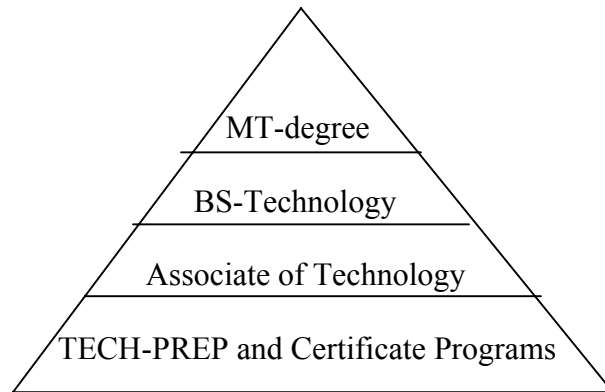 MT-degree
BS-Technology
Associate of Technology
TECH-PREP and Certificate Programs